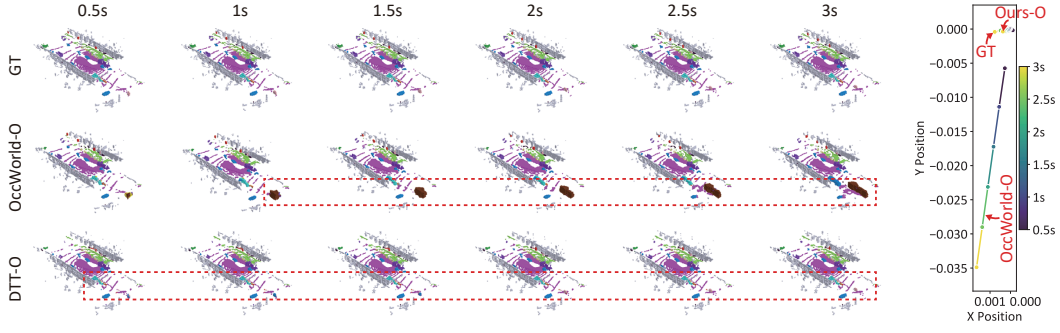 0.5s 1s 1.5s 2s 2.5s 3s
GT
OccWorld-O
DTT-O
Ours-O
GT
OccWorld-O
0.000
−0.005
−0.010
−0.015
−0.020
−0.025
−0.030
−0.035
Y Position
0.001 0.000
X Position
3s
2.5s
2s
1.5s
1s
0.5s